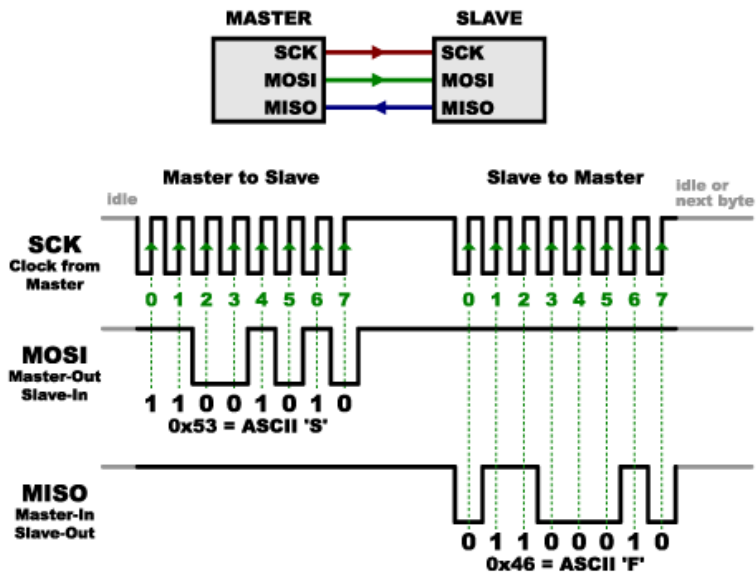 MASTER SLAVE
SCK SCK
MOSI MOSI
MISO MISO
Master to Slave Slave to Master
idle idle or
next byte
SCK
Clock from
Master
0 1 2 3 4 5 6 7 0 1 2 3 4 5 6 7
MOSI
Master-Out
Slave-In
1 1 0 0 1 0 1 0
0x53 = ASCII 'S'
MISO
Master-In
Slave-Out
0 1 1 0 0 0 1 0
0x46 = ASCII 'F'